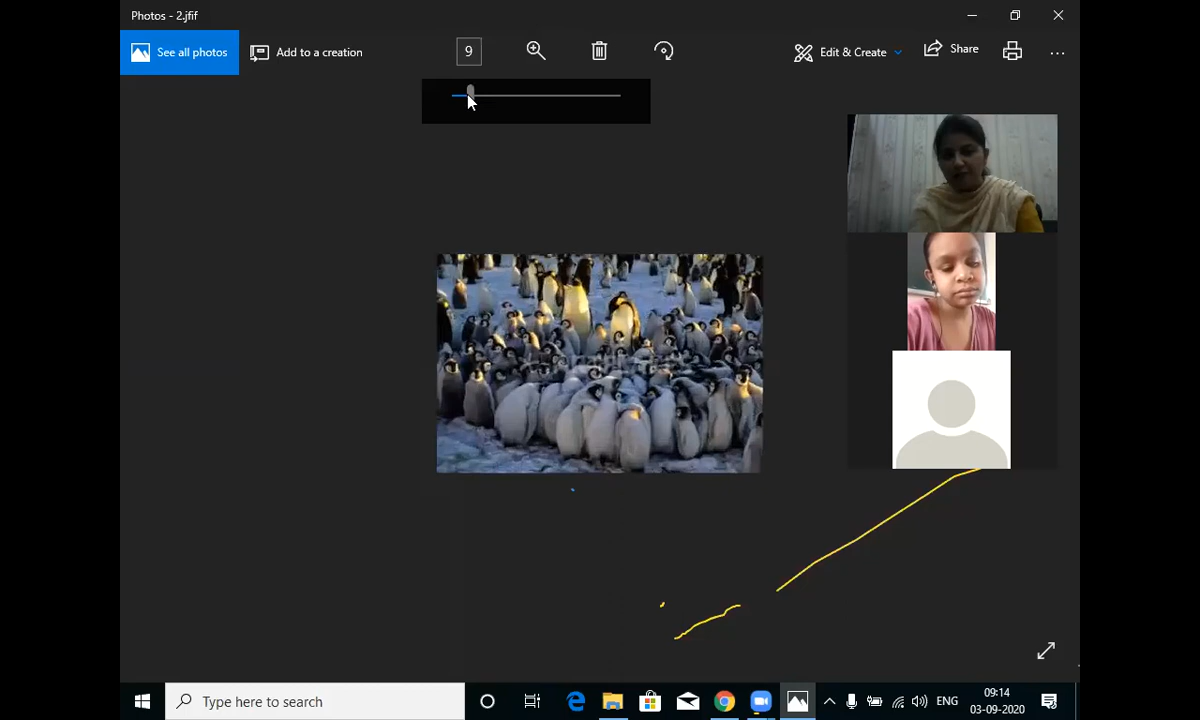 Photos - 2.jfif
See all photos
Add to a creation
9
Edit & Create
Share
Type here to search
ENG
09:14
03-09-2020